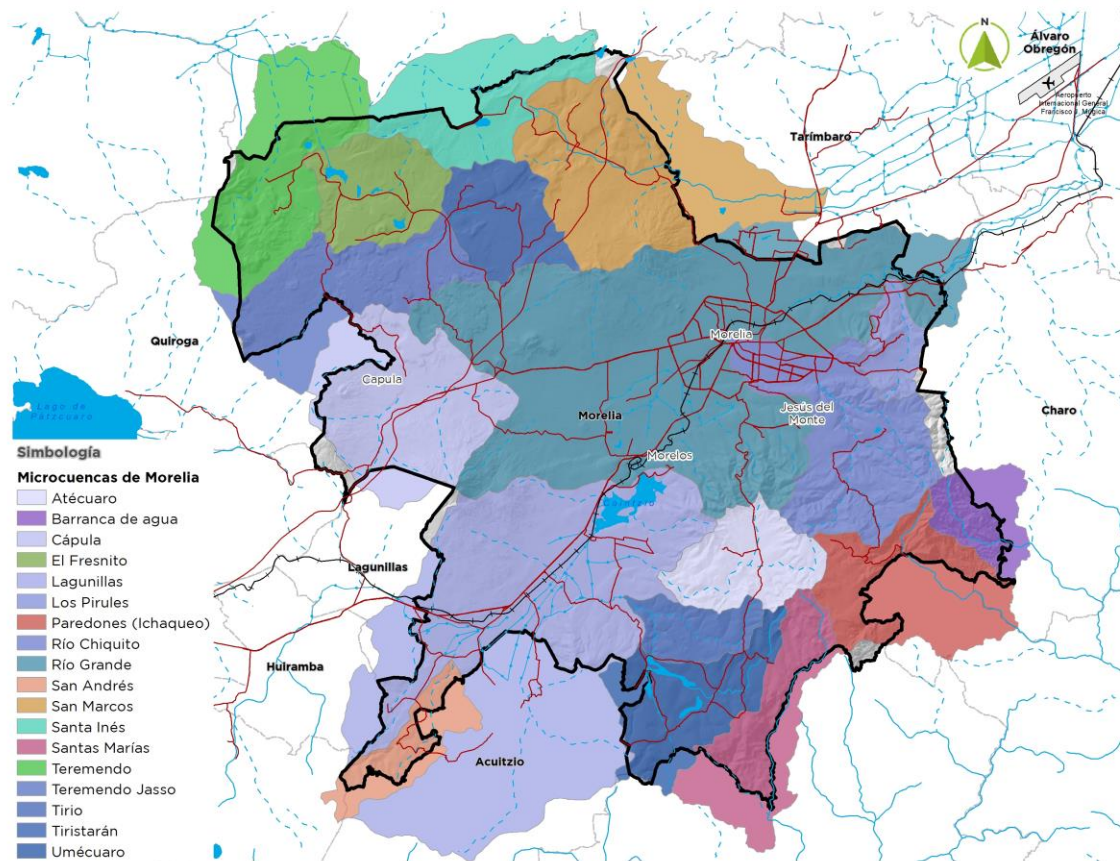 N
Álvaro
Obregón
Aeropuerto
Internacional General
Francisco J. Múgica
Tarímbaro
Quiroga
Lago de
Pátzcuaro
Capula
Morelia
Morelia
Jesús del
Monte
Charo
Morelos
Cointzio
Lagunillas
Huiramba
Acuitzio
Simbología
Microcuencas de Morelia
Atécuaro
Barranca de agua
Cápula
El Fresnito
Lagunillas
Los Pirules
Paredones (Ichaqueo)
Río Chiquito
Río Grande
San Andrés
San Marcos
Santa Inés
Santas Marías
Teremendo
Teremendo Jasso
Tirio
Tiristarán
Umécuaro